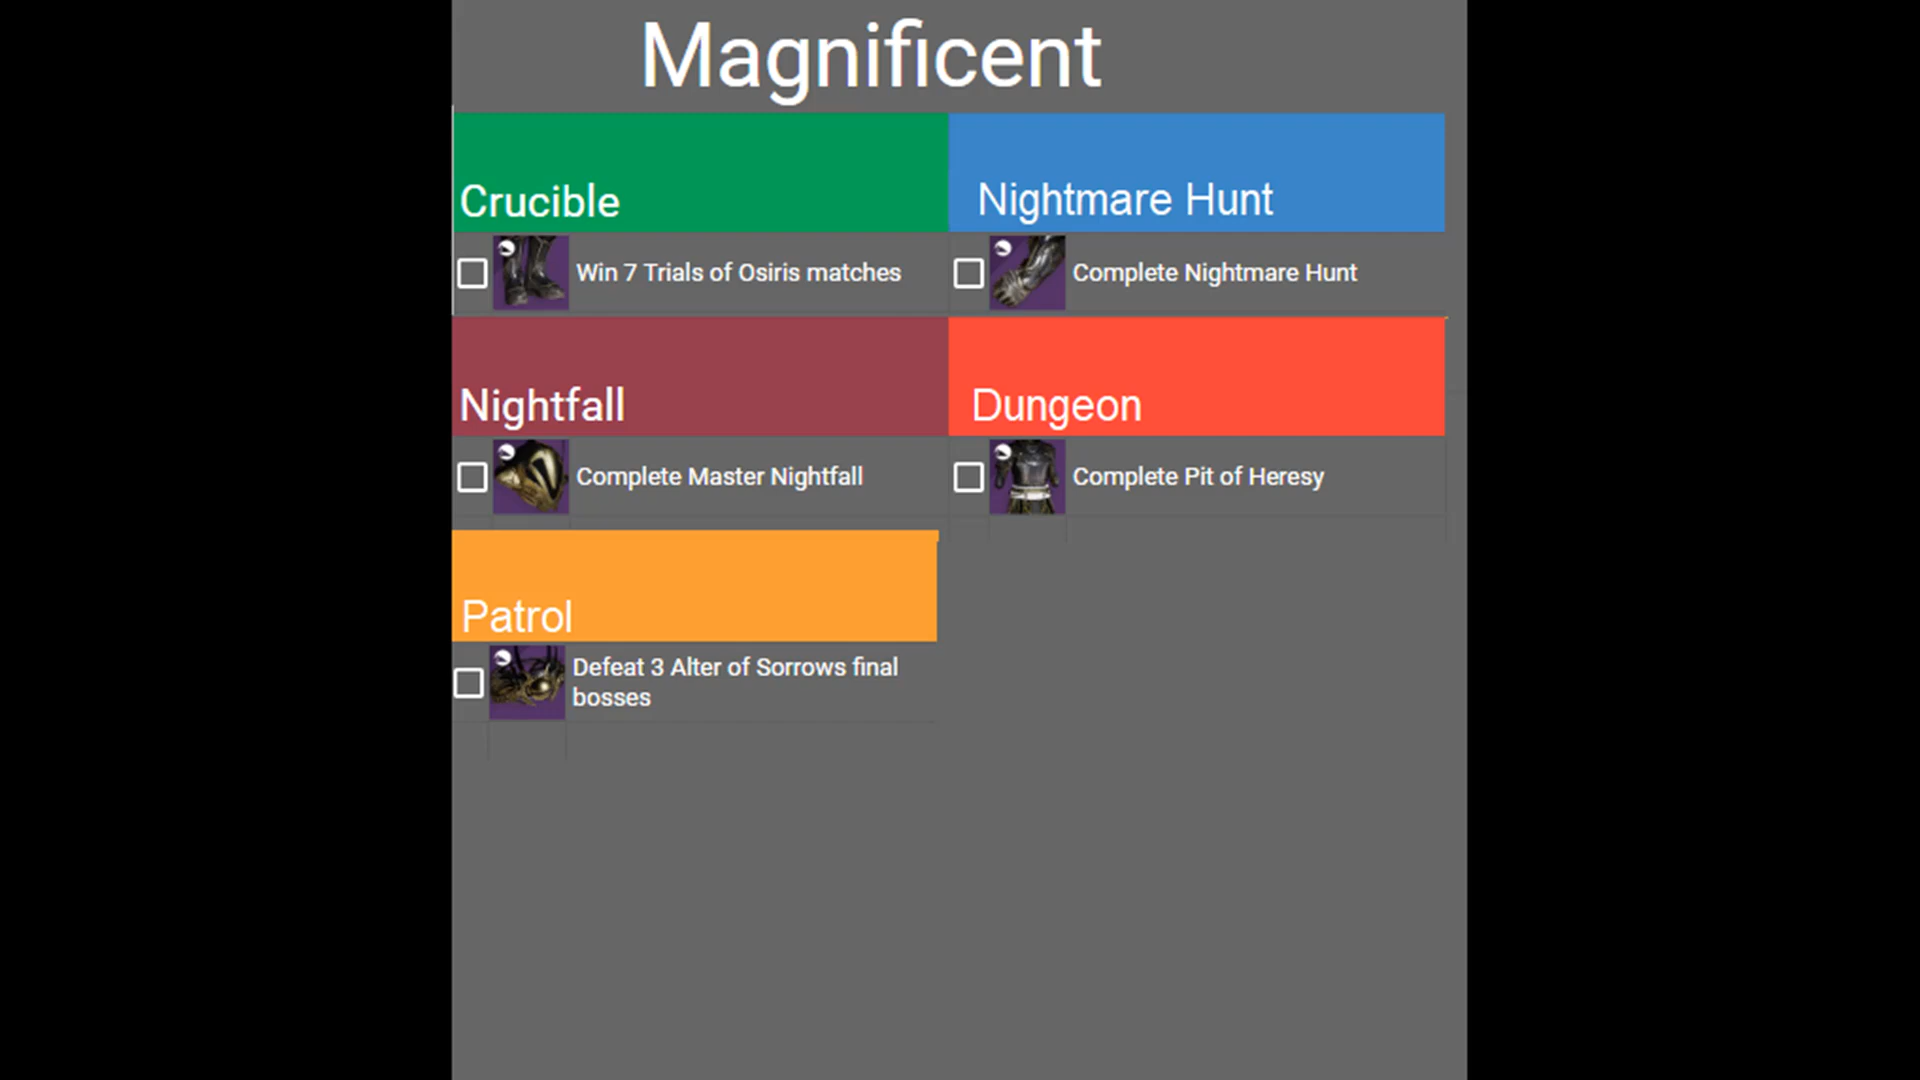 Magnificent
Crucible
Nightmare Hunt
Win 7 Trials of Osiris matches
Complete Nightmare Hunt
Nightfall
Dungeon
Complete Master Nightfall
Complete Pit of Heresy
Patrol
Defeat 3 Alter of Sorrows final
bosses